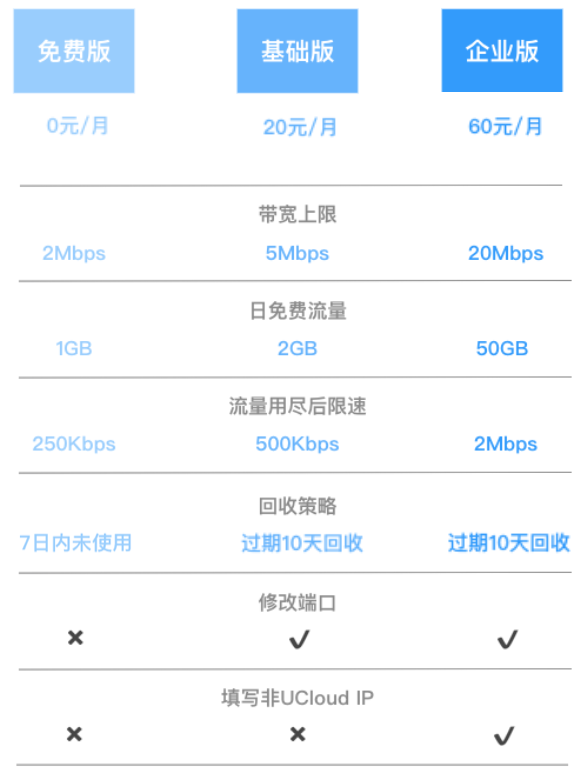 免费版 基础版 企业版
0元/月 20元/月 60元/月
带宽上限
2Mbps 5Mbps 20Mbps
日免费流量
1GB 2GB 50GB
流量用尽后限速
250Kbps 500Kbps 2Mbps
回收策略
7日内未使用 过期10天回收 过期10天回收
修改端口
✖ ✔ ✔
填写非UCloud IP
✖ ✖ ✔